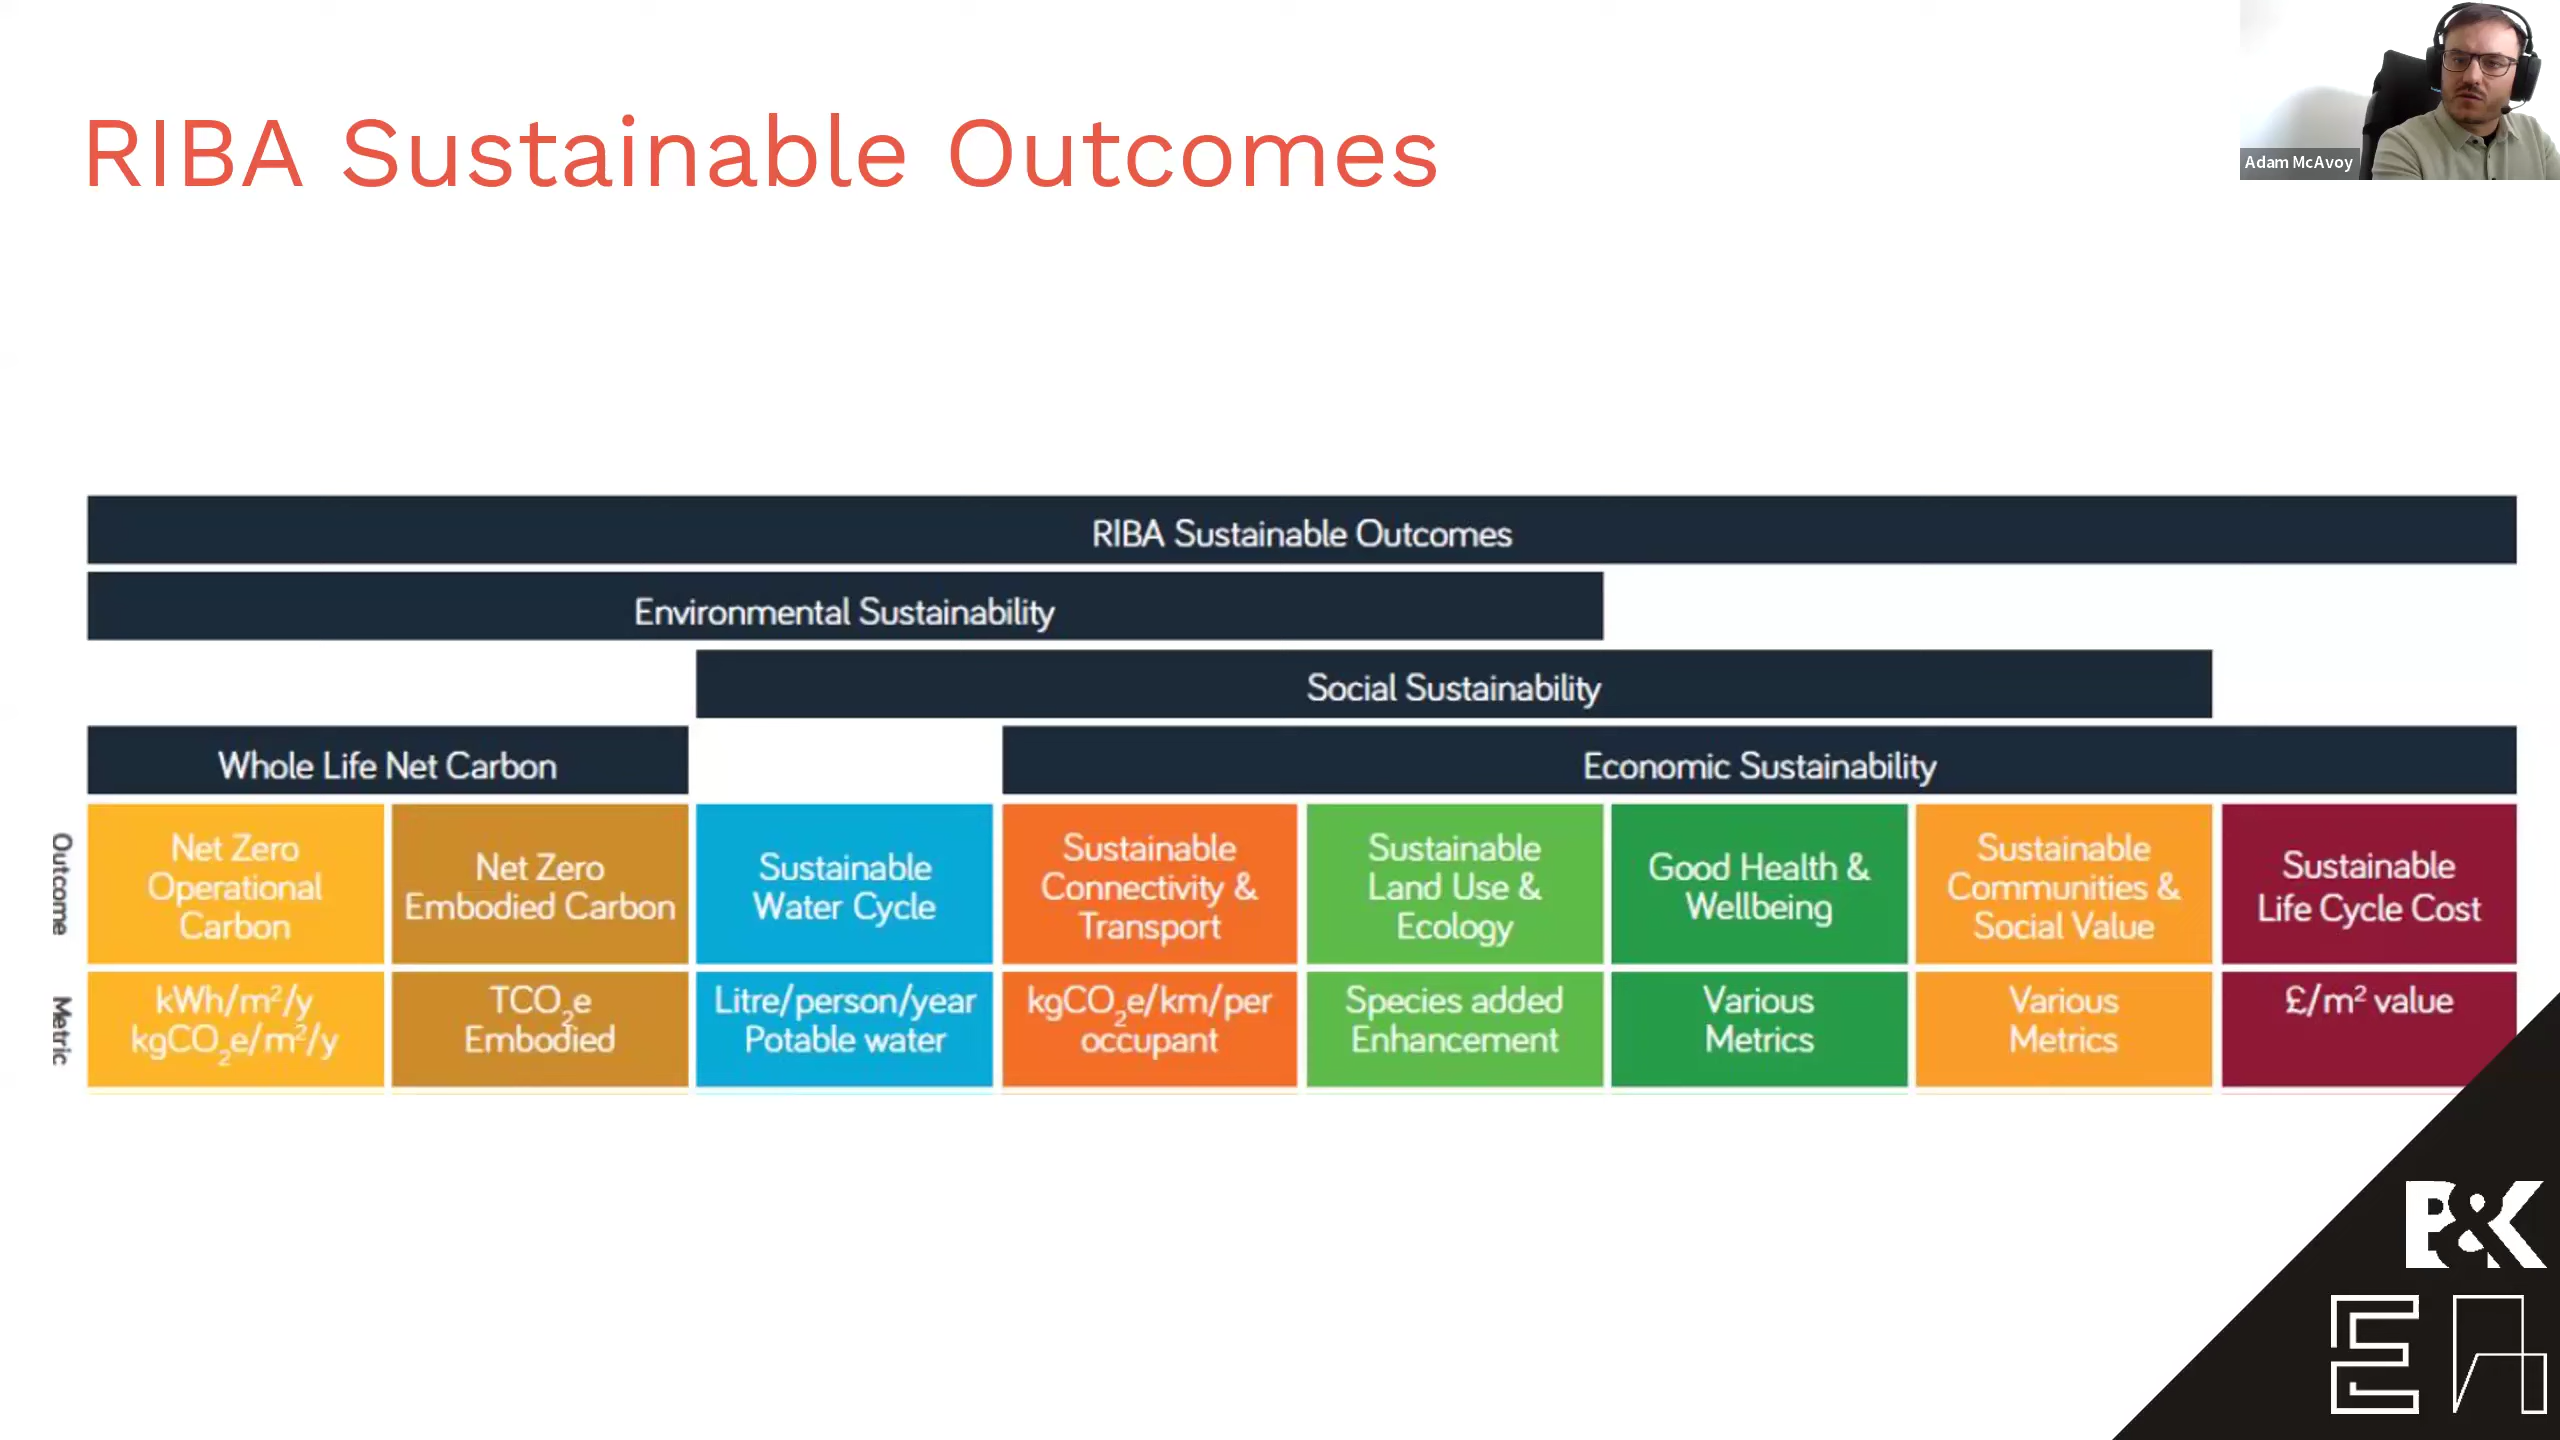 RIBA Sustainable Outcomes
Adam McAvoy
RIBA Sustainable Outcomes
Environmental Sustainability
Social Sustainability
Whole Life Net Carbon
Economic Sustainability
Outcome
Net Zero
Operational
Carbon
Net Zero
Embodied Carbon
Sustainable
Water Cycle
Sustainable
Connectivity &
Transport
Sustainable
Land Use &
Ecology
Good Health &
Wellbeing
Sustainable
Communities &
Social Value
Sustainable
Life Cycle Cost
Metric
kWh/m²/y
kgCO₂e/m²/y
TCO₂e
Embodied
Litre/person/year
Potable water
kgCO₂e/km/per
occupant
Species added
Enhancement
Various
Metrics
Various
Metrics
£/m² value